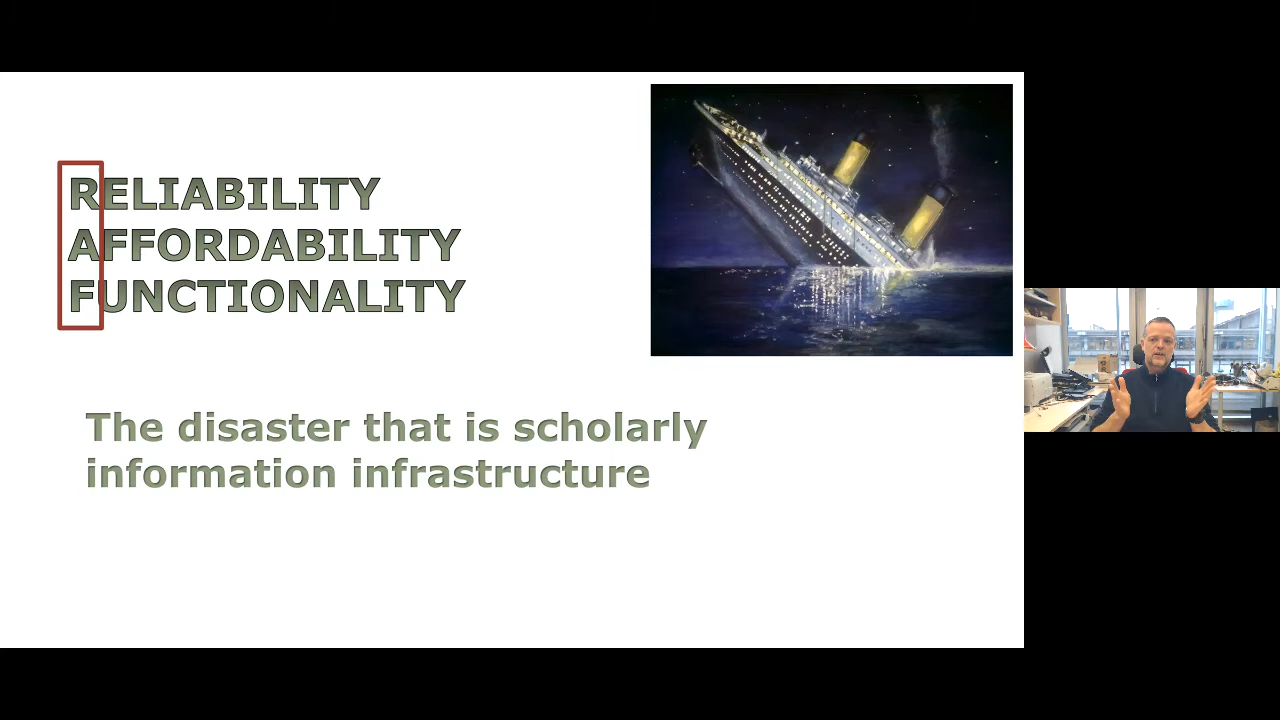 RELIABILITY
AFFORDABILITY
FUNCTIONALITY
The disaster that is scholarly
information infrastructure